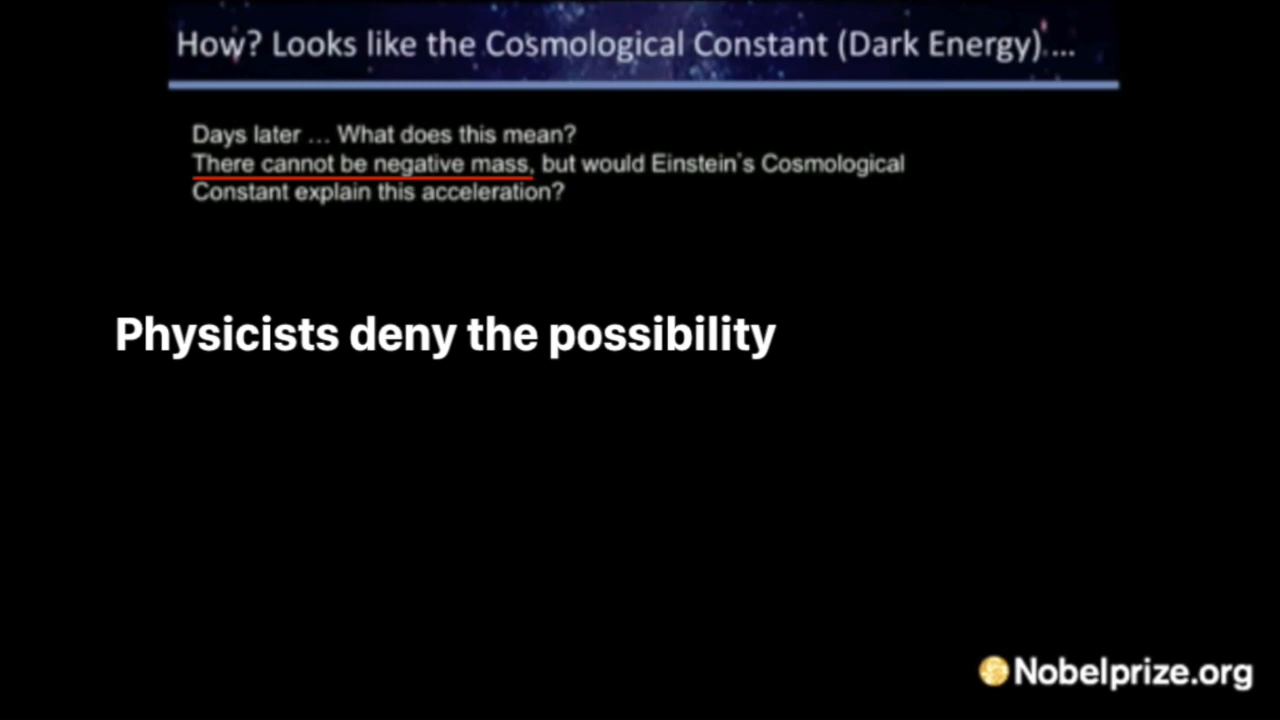 How? Looks like the Cosmological Constant (Dark Energy)...
Days later ... What does this mean?
There cannot be negative mass, but would Einstein's Cosmological
Constant explain this acceleration?
Physicists deny the possibility
Nobelprize.org